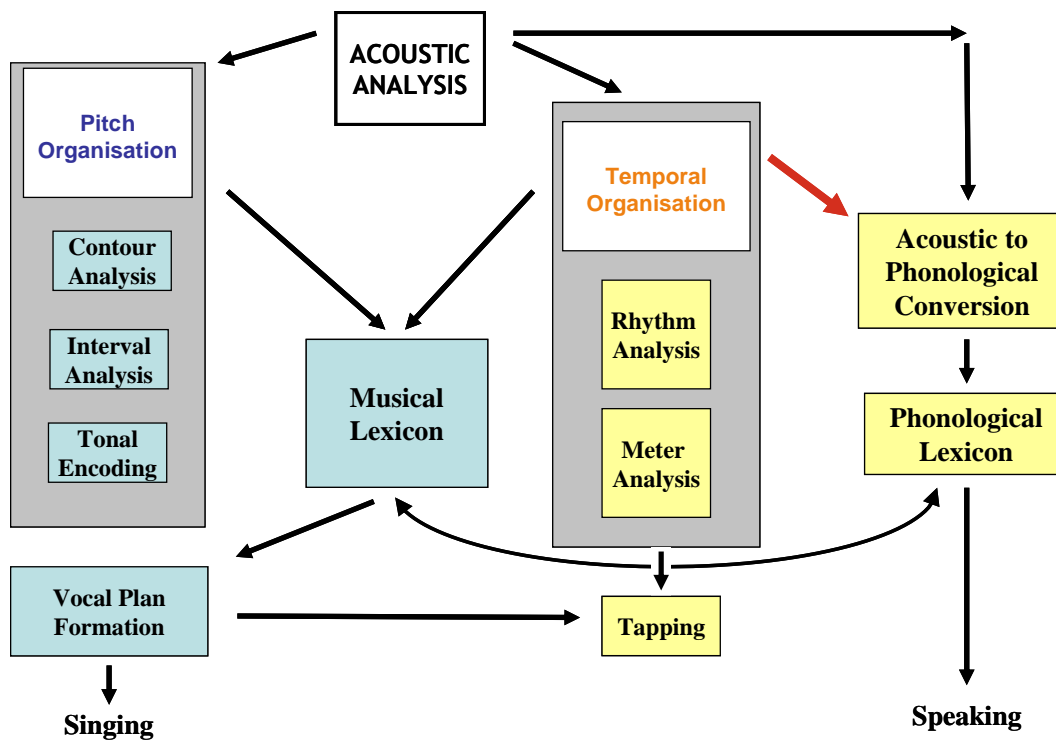 ACOUSTIC
ANALYSIS
Pitch
Organisation
Temporal
Organisation
Contour
Analysis
Interval
Analysis
Tonal
Encoding
Musical
Lexicon
Rhythm
Analysis
Meter
Analysis
Acoustic to
Phonological
Conversion
Phonological
Lexicon
Vocal Plan
Formation
Tapping
Singing
Speaking